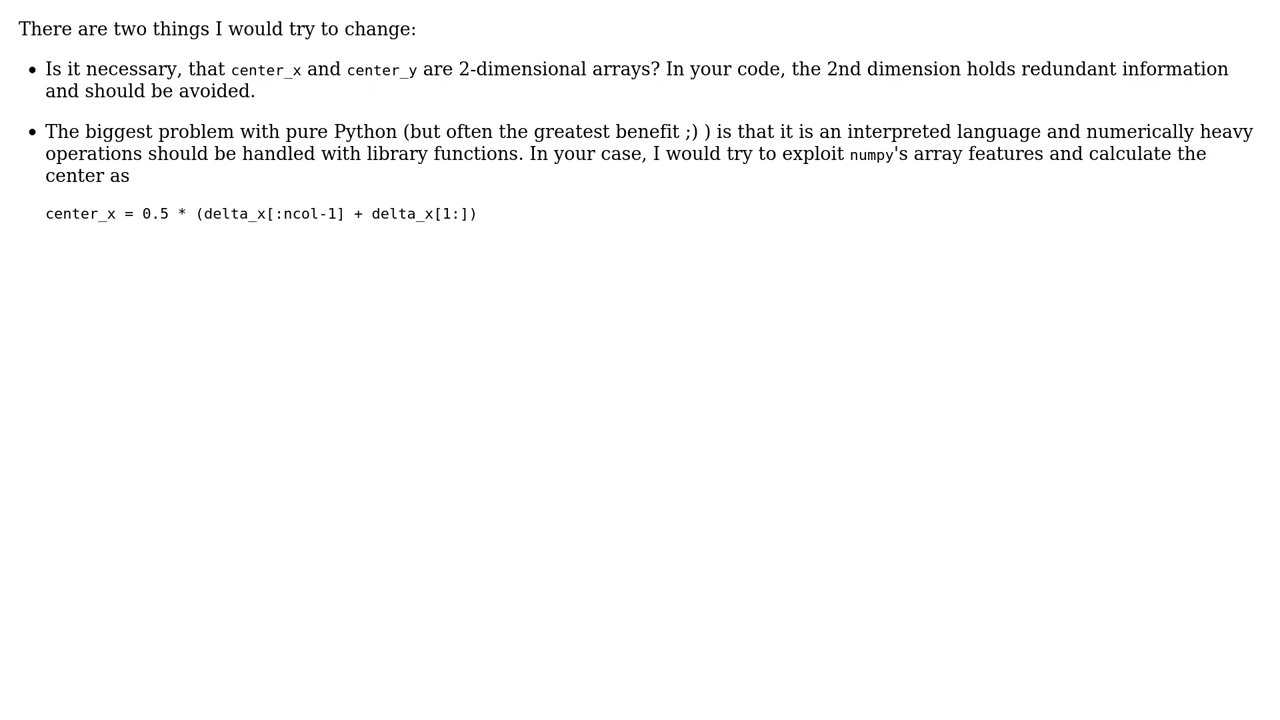 There are two things I would try to change:
• Is it necessary, that center_x and center_y are 2-dimensional arrays? In your code, the 2nd dimension holds redundant information
and should be avoided.
• The biggest problem with pure Python (but often the greatest benefit ;) ) is that it is an interpreted language and numerically heavy
operations should be handled with library functions. In your case, I would try to exploit numpy's array features and calculate the
center as
center_x = 0.5 * (delta_x[:ncol-1] + delta_x[1:])